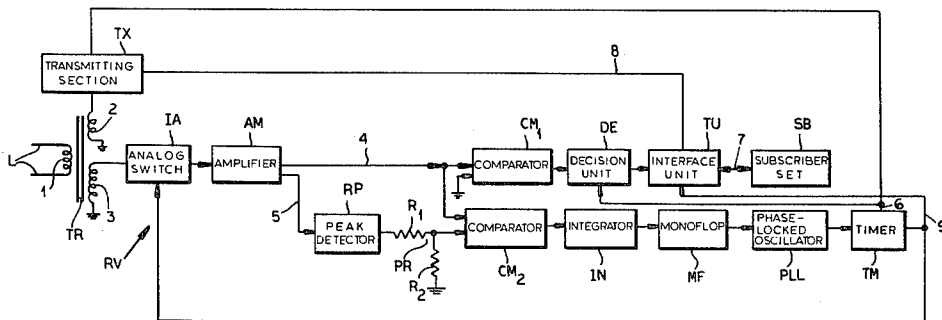 TX
TRANSMITTING SECTION
8
2
L
1
3
TR
RV
IA
ANALOG SWITCH
AM
AMPLIFIER
4
5
RP
PEAK DETECTOR
R1
PR
R2
CM1
COMPARATOR
DE
DECISION UNIT
TU
INTERFACE UNIT
7
SB
SUBSCRIBER SET
6
9
COMPARATOR
CM2
INTEGRATOR
IN
MONOFLOP
MF
PHASE-LOCKED OSCILLATOR
PLL
TIMER
TM